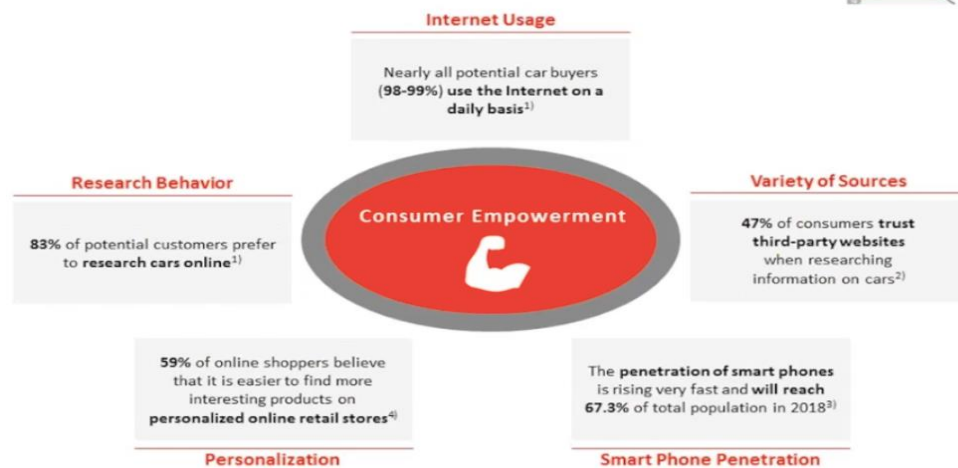 Internet Usage
Nearly all potential car buyers
(98-99%) use the Internet on a
daily basis1)
Research Behavior
83% of potential customers prefer
to research cars online1)
Consumer Empowerment
Variety of Sources
47% of consumers trust
third-party websites
when researching
information on cars2)
59% of online shoppers believe
that it is easier to find more
interesting products on
personalized online retail stores4)
Personalization
The penetration of smart phones
is rising very fast and will reach
67.3% of total population in 20183)
Smart Phone Penetration